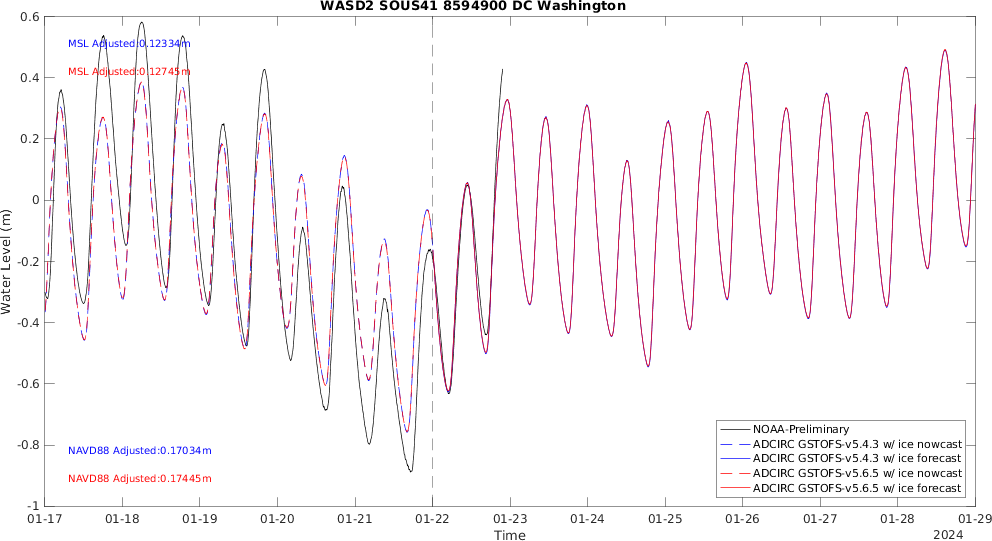 WASD2 SOUS41 8594900 DC Washington
0.6
MSL Adjusted:0.12334m
MSL Adjusted:0.12745m
0.4
0.2
0
-0.2
-0.4
-0.6
-0.8
-1
Water Level (m)
NAVD88 Adjusted:0.17034m
NAVD88 Adjusted:0.17445m
NOAA-Preliminary
ADCIRC GSTOFS-v5.4.3 w/ ice nowcast
ADCIRC GSTOFS-v5.4.3 w/ ice forecast
ADCIRC GSTOFS-v5.6.5 w/ ice nowcast
ADCIRC GSTOFS-v5.6.5 w/ ice forecast
01-17 01-18 01-19 01-20 01-21 01-22 01-23 01-24 01-25 01-26 01-27 01-28 01-29
Time
2024